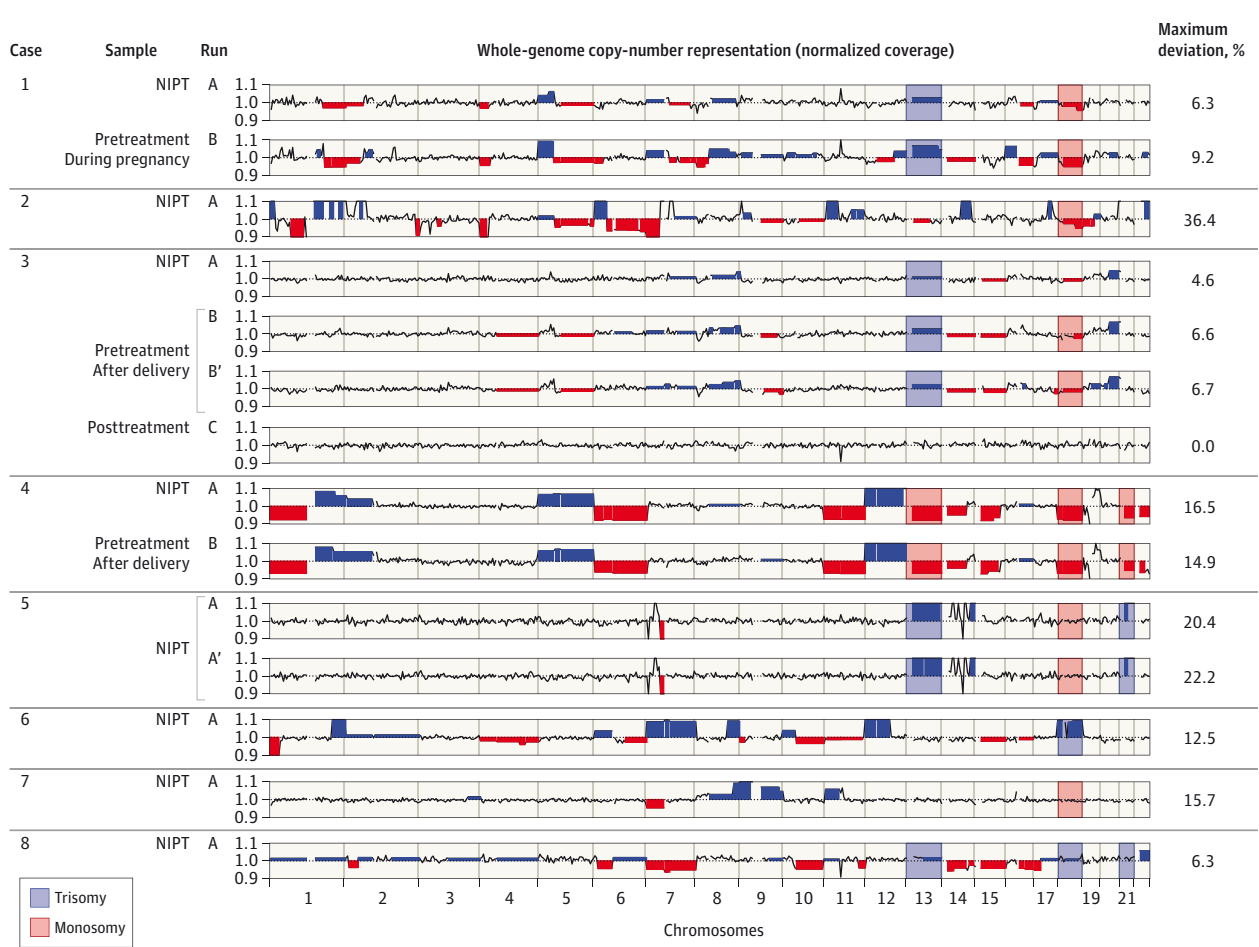 Case Sample Run Whole-genome copy-number representation (normalized coverage) Maximum deviation, %
1 NIPT A 1.1 1.0 0.9 6.3
Pretreatment During pregnancy B 1.1 1.0 0.9 9.2
2 NIPT A 1.1 1.0 0.9 36.4
3 NIPT A 1.1 1.0 0.9 4.6
Pretreatment After delivery B 1.1 1.0 0.9 6.6
B′ 1.1 1.0 0.9 6.7
Posttreatment C 1.1 1.0 0.9 0.0
4 NIPT A 1.1 1.0 0.9 16.5
Pretreatment After delivery B 1.1 1.0 0.9 14.9
5 NIPT A 1.1 1.0 0.9 20.4
A′ 1.1 1.0 0.9 22.2
6 NIPT A 1.1 1.0 0.9 12.5
7 NIPT A 1.1 1.0 0.9 15.7
8 NIPT A 1.1 1.0 0.9 6.3
1 2 3 4 5 6 7 8 9 10 11 12 13 14 15 17 19 21
Chromosomes
Trisomy
Monosomy